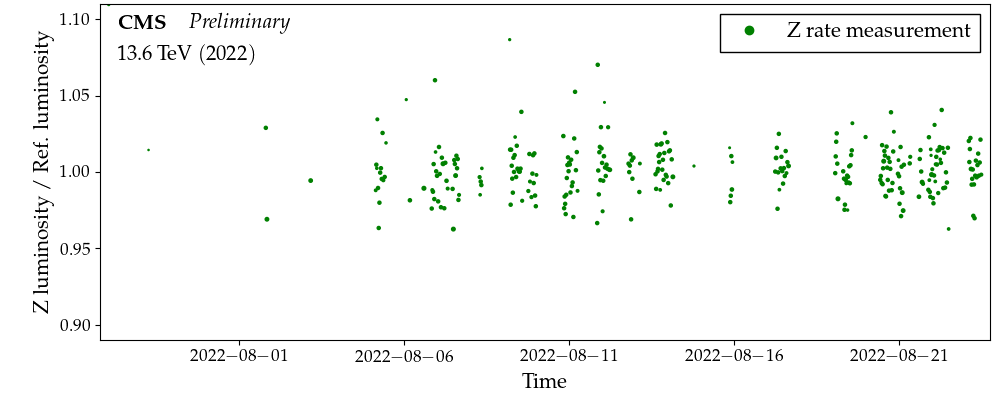 CMS Preliminary
13.6 TeV (2022)
Z rate measurement
Z luminosity / Ref. luminosity
1.10
1.05
1.00
0.95
0.90
2022−08−01 2022−08−06 2022−08−11 2022−08−16 2022−08−21
Time